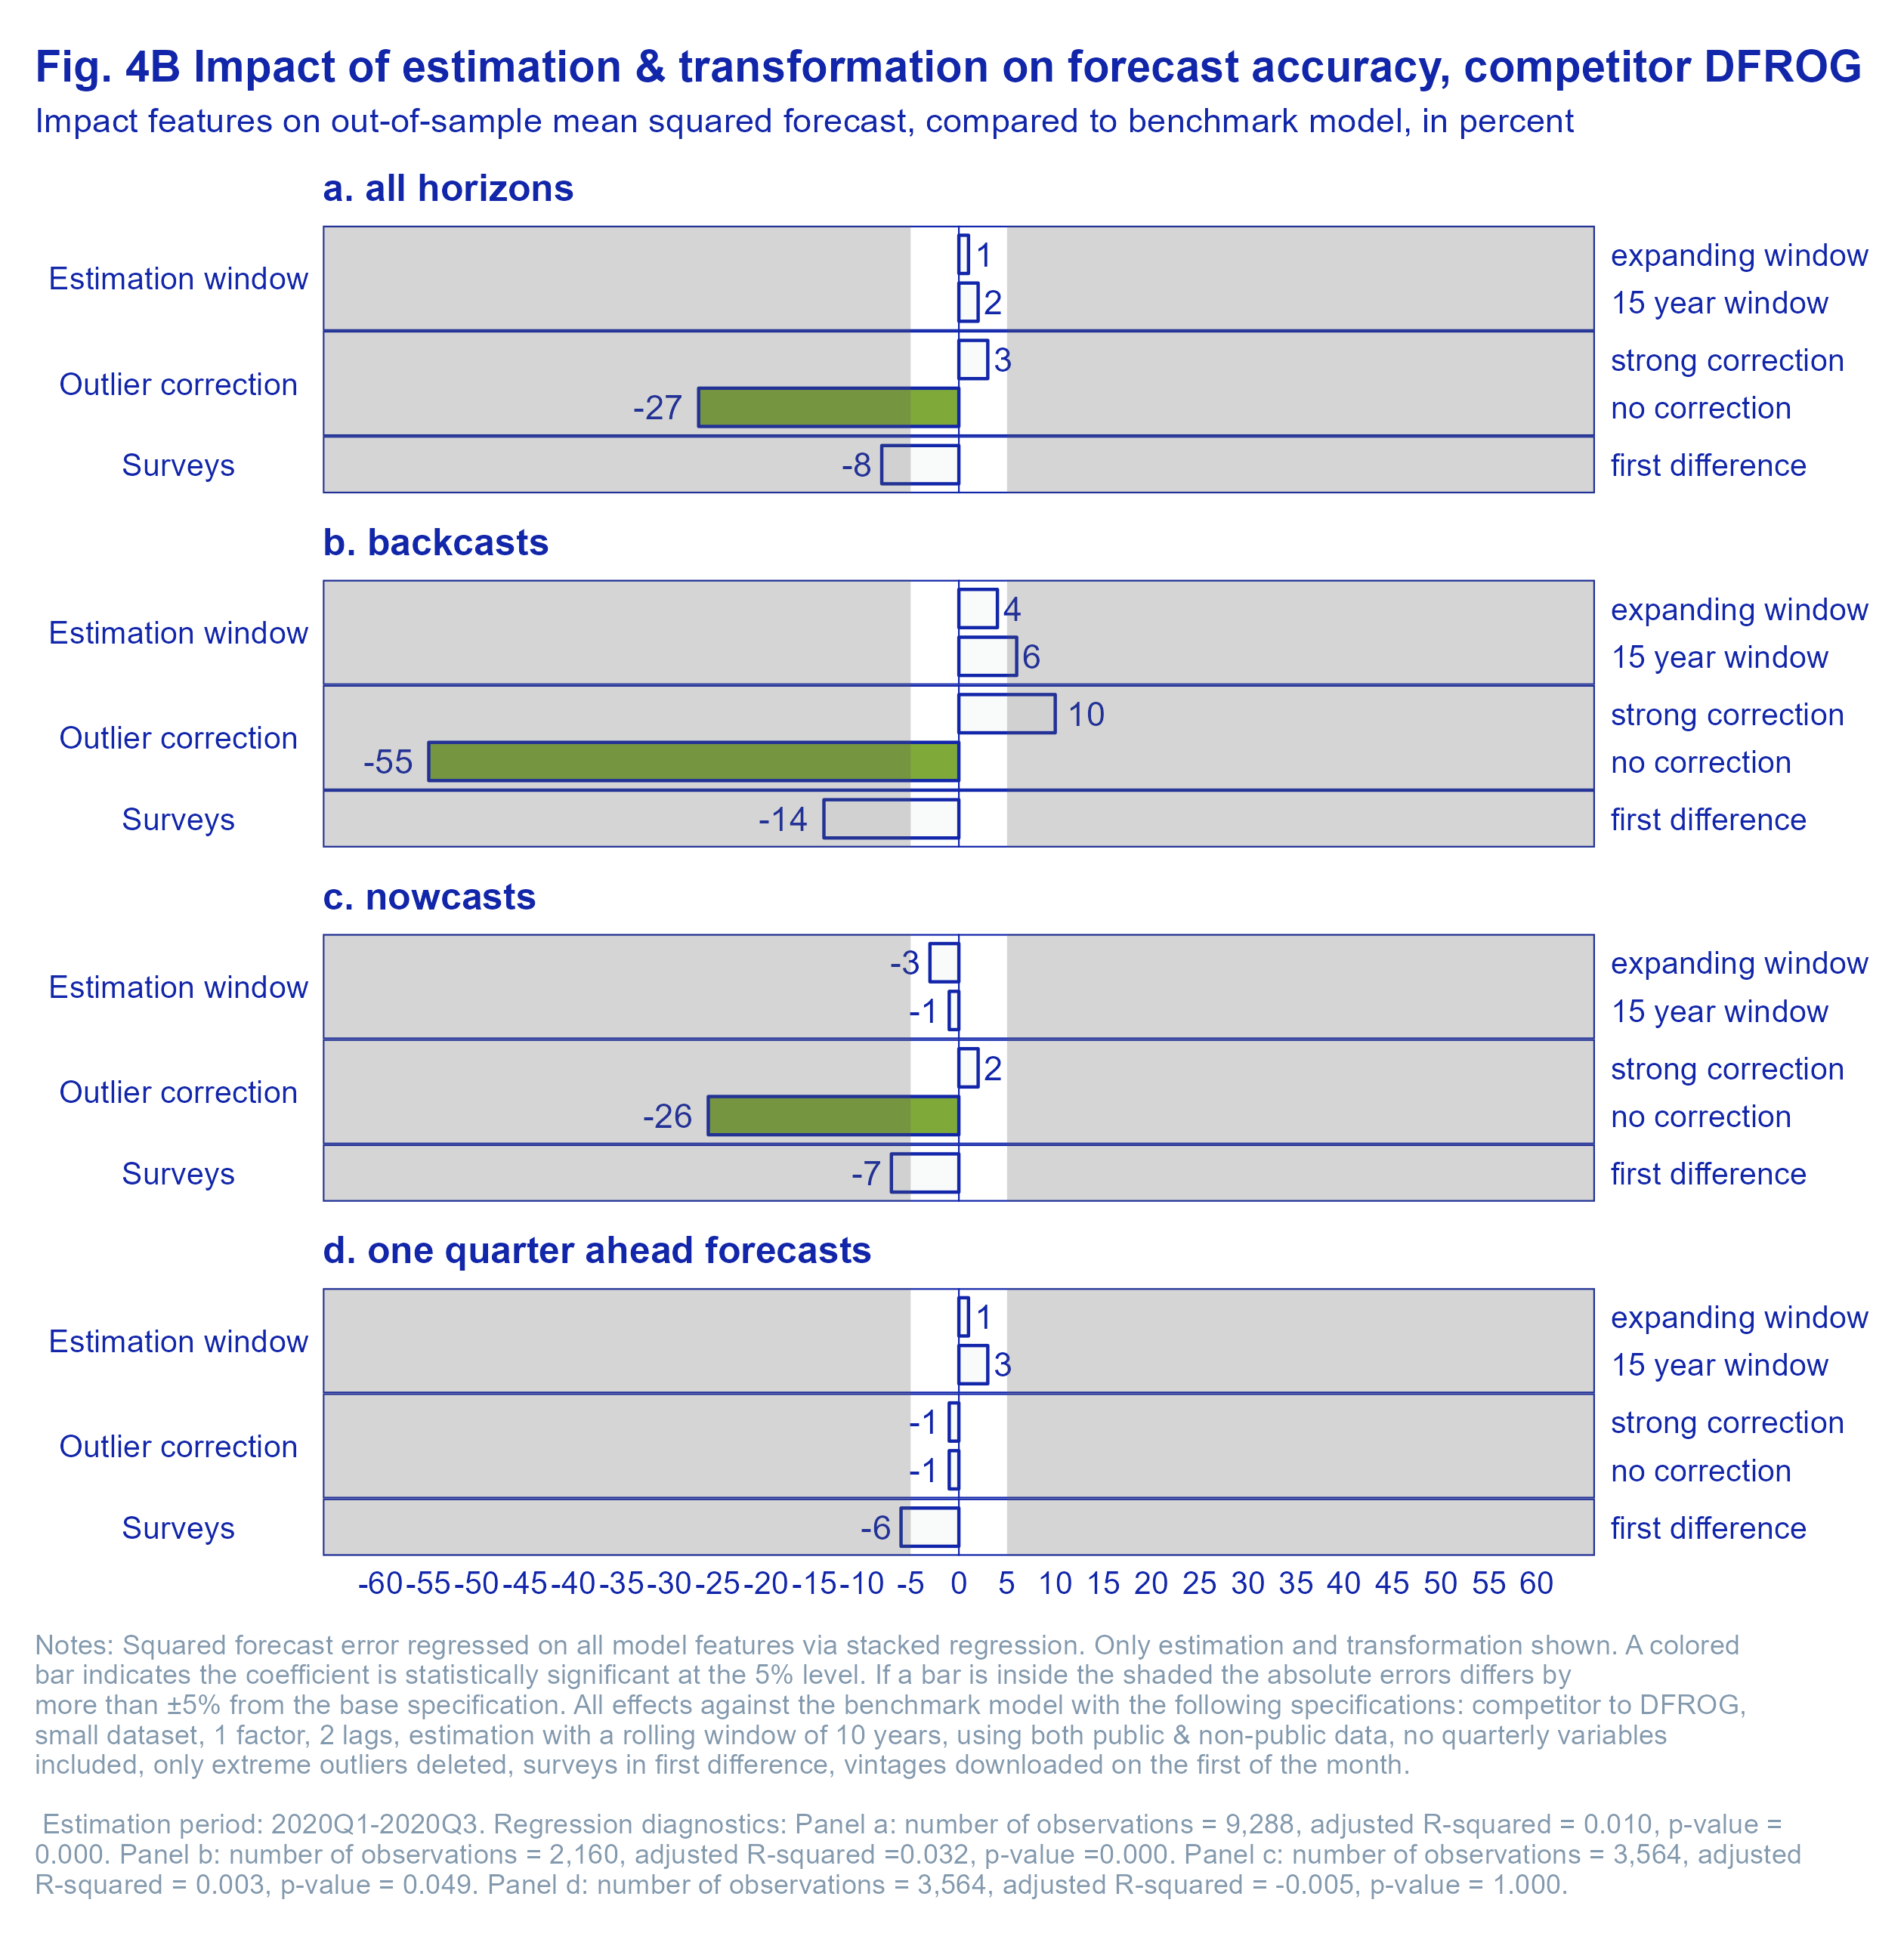 Fig. 4B Impact of estimation & transformation on forecast accuracy, competitor DFROG
Impact features on out-of-sample mean squared forecast, compared to benchmark model, in percent
a. all horizons
Estimation window
1
expanding window
2
15 year window
Outlier correction
3
strong correction
-27
no correction
Surveys
-8
first difference
b. backcasts
Estimation window
4
expanding window
6
15 year window
Outlier correction
10
strong correction
-55
no correction
Surveys
-14
first difference
c. nowcasts
Estimation window
-3
expanding window
-1
15 year window
Outlier correction
2
strong correction
-26
no correction
Surveys
-7
first difference
d. one quarter ahead forecasts
Estimation window
1
expanding window
3
15 year window
Outlier correction
-1
strong correction
-1
no correction
Surveys
-6
first difference
-60 -55 -50 -45 -40 -35 -30 -25 -20 -15 -10 -5 0 5 10 15 20 25 30 35 40 45 50 55 60
Notes: Squared forecast error regressed on all model features via stacked regression. Only estimation and transformation shown. A colored
bar indicates the coefficient is statistically significant at the 5% level. If a bar is inside the shaded the absolute errors differs by
more than ±5% from the base specification. All effects against the benchmark model with the following specifications: competitor to DFROG,
small dataset, 1 factor, 2 lags, estimation with a rolling window of 10 years, using both public & non-public data, no quarterly variables
included, only extreme outliers deleted, surveys in first difference, vintages downloaded on the first of the month.
Estimation period: 2020Q1-2020Q3. Regression diagnostics: Panel a: number of observations = 9,288, adjusted R-squared = 0.010, p-value =
0.000. Panel b: number of observations = 2,160, adjusted R-squared =0.032, p-value =0.000. Panel c: number of observations = 3,564, adjusted
R-squared = 0.003, p-value = 0.049. Panel d: number of observations = 3,564, adjusted R-squared = -0.005, p-value = 1.000.